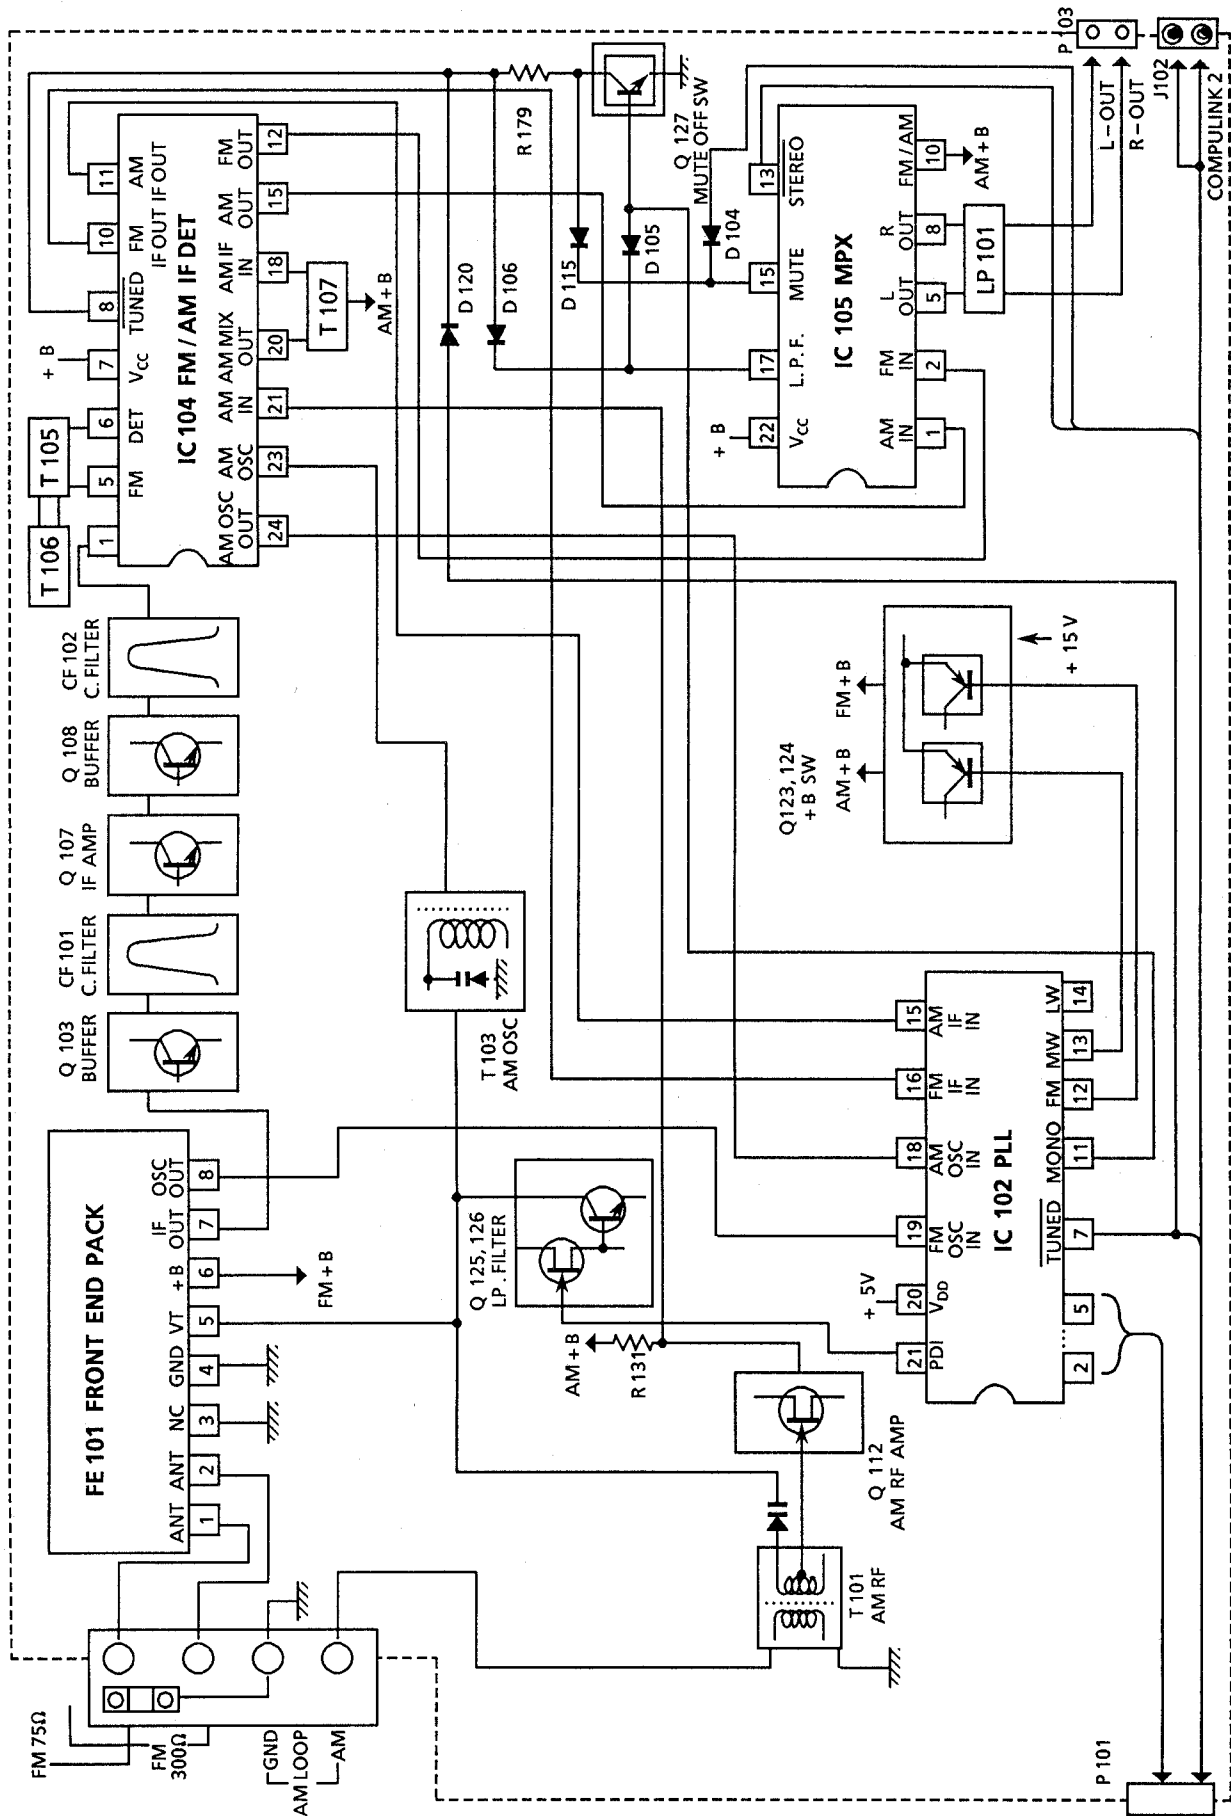 FM 75Ω
FM
300Ω
GND
AM LOOP
AM
FE 101 FRONT END PACK
ANT
ANT
NC
GND
VT
+B
IF
OUT
OSC
OUT
1
2
3
4
5
6
7
8
FM + B
Q 103
BUFFER
CF 101
C. FILTER
Q 107
IF AMP
Q 108
BUFFER
CF 102
C. FILTER
T 106
T 105
+ B
1
5
6
7
8
10
11
FM
DET
VCC
TUNED
FM
IF OUT
AM
IF OUT
IC 104 FM / AM IF DET
AM OSC
OUT
AM
OSC
AM
IN
AM MIX
OUT
AM IF
IN
AM
OUT
FM
OUT
24
23
21
20
18
15
12
T 107
AM + B
T 103
AM OSC
Q 125, 126
LP. FILTER
AM + B
R 131
Q 112
AM RF AMP
T 101
AM RF
D 120
D 106
R 179
D 115
D 105
D 104
Q 127
MUTE OFF SW
+ B
22
17
15
13
VCC
L. P. F.
MUTE
STEREO
IC 105 MPX
AM
IN
FM
IN
L
OUT
R
OUT
FM / AM
1
2
5
8
10
LP 101
AM + B
Q123, 124
+ B SW
AM + B
FM + B
+ 15 V
+ 5V
21
20
19
18
16
15
PDI
VDD
FM
OSC
IN
AM
OSC
IN
FM
IF
IN
AM
IF
IN
IC 102 PLL
TUNED
MONO
FM
MW
LW
2
5
7
11
12
13
14
P 101
P 103
L – OUT
R – OUT
J102
COMPULINK 2